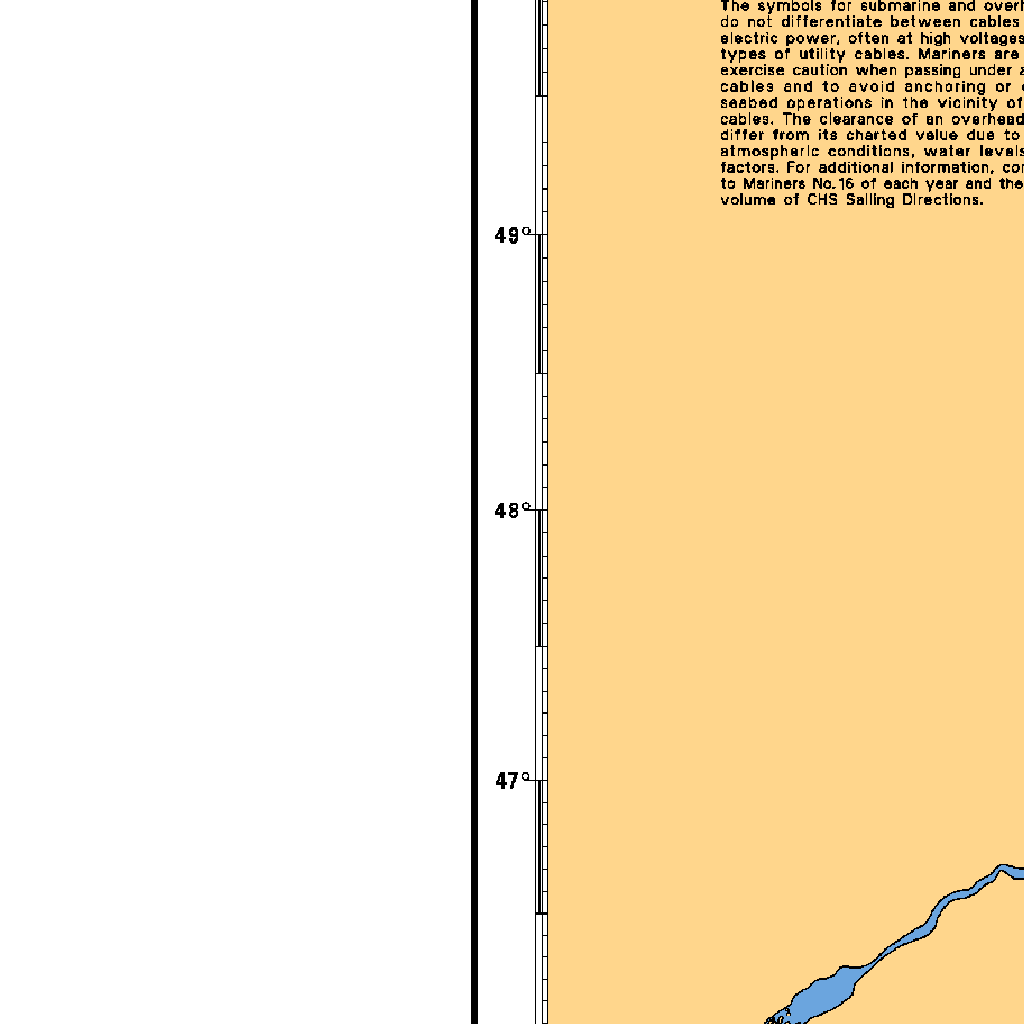 The symbols for submarine and
do not differentiate between cables
electric power, often at high voltages
types of utility cables. Mariners are
exercise caution when passing under
cables and to avoid anchoring or
seabed operations in the vicinity of
cables. The clearance of an overhead
differ from its charted value due to
atmospheric conditions, water levels
factors. For additional information,
to Mariners No.16 of each year and the
volume of CHS Sailing Directions.
49°
48°
47°